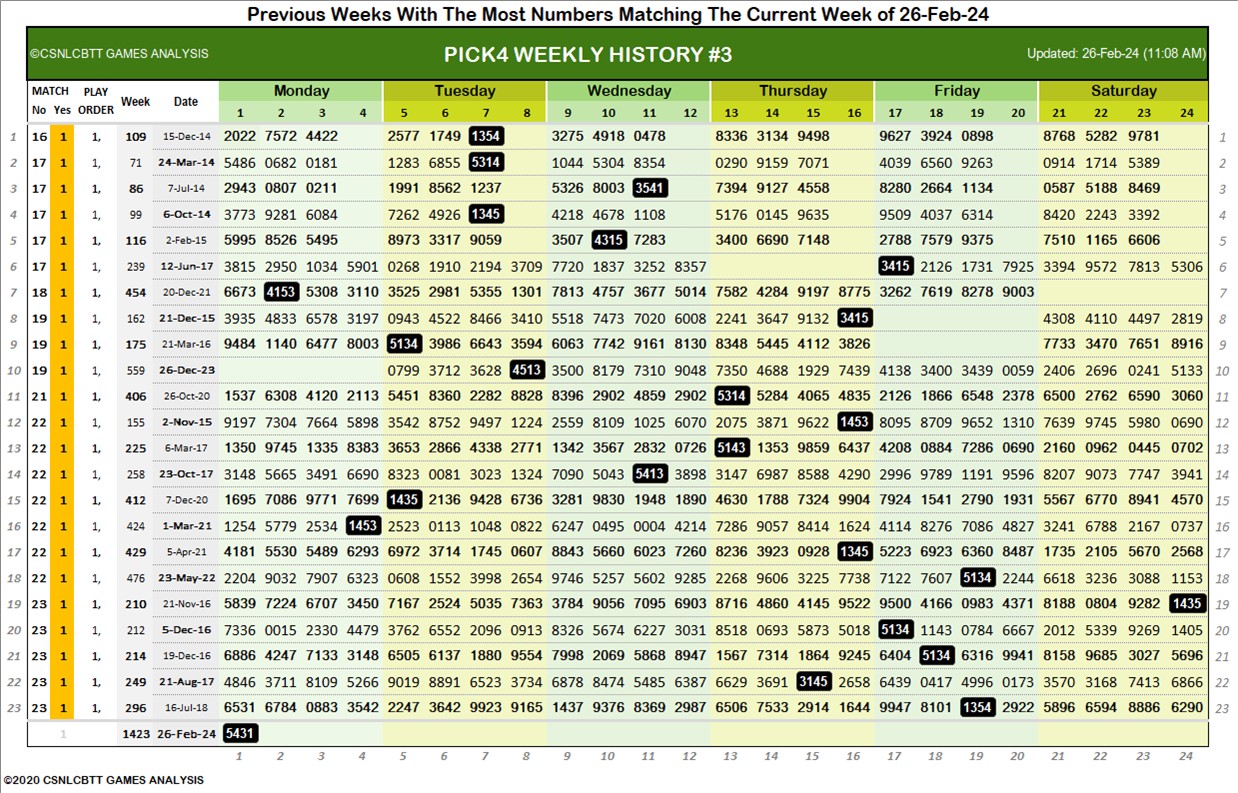 Previous Weeks With The Most Numbers Matching The Current Week of 26-Feb-24
©CSNLCBTT GAMES ANALYSIS PICK4 WEEKLY HISTORY #3 Updated: 26-Feb-24 (11:08 AM)
MATCH PLAY Week Date Monday Tuesday Wednesday Thursday Friday Saturday
No Yes ORDER 1 2 3 4 5 6 7 8 9 10 11 12 13 14 15 16 17 18 19 20 21 22 23 24
1 16 1 1, 109 15-Dec-14 2022 7572 4422 2577 1749 1354 3275 4918 0478 8336 3134 9498 9627 3924 0898 8768 5282 9781 1
2 17 1 1, 71 24-Mar-14 5486 0682 0181 1283 6855 5314 1044 5304 8354 0290 9159 7071 4039 6560 9263 0914 1714 5389 2
3 17 1 1, 86 7-Jul-14 2943 0807 0211 1991 8562 1237 5326 8003 3541 7394 9127 4558 8280 2664 1134 0587 5188 8469 3
4 17 1 1, 99 6-Oct-14 3773 9281 6084 7262 4926 1345 4218 4678 1108 5176 0145 9635 9509 4037 6314 8420 2243 3392 4
5 17 1 1, 116 2-Feb-15 5995 8526 5495 8973 3317 9059 3507 4315 7283 3400 6690 7148 2788 7579 9375 7510 1165 6606 5
6 17 1 1, 239 12-Jun-17 3815 2950 1034 5901 0268 1910 2194 3709 7720 1837 3252 8357 3415 2126 1731 7925 3394 9572 7813 5306 6
7 18 1 1, 454 20-Dec-21 6673 4153 5308 3110 3525 2981 5355 1301 7813 4757 3677 5014 7582 4284 9197 8775 3262 7619 8278 9003 7
8 19 1 1, 162 21-Dec-15 3935 4833 6578 3197 0943 4522 8466 3410 5518 7473 7020 6008 2241 3647 9132 3415 4308 4110 4497 2819 8
9 19 1 1, 175 21-Mar-16 9484 1140 6477 8003 5134 3986 6643 3594 6063 7742 9161 8130 8348 5445 4112 3826 7733 3470 7651 8916 9
10 19 1 1, 559 26-Dec-23 0799 3712 3628 4513 3500 8179 7310 9048 7350 4688 1929 7439 4138 3400 3439 0059 2406 2696 0241 5133 10
11 21 1 1, 406 26-Oct-20 1537 6308 4120 2113 5451 8360 2282 8828 8396 2902 4859 2902 5314 5284 4065 4835 2126 1866 6548 2378 6500 2762 6590 3060 11
12 22 1 1, 155 2-Nov-15 9197 7304 7664 5898 3542 8752 9497 1224 2559 8109 1025 6070 2075 3871 9622 1453 8095 8709 9652 1310 7639 9745 5980 0690 12
13 22 1 1, 225 6-Mar-17 1350 9745 1335 8383 3653 2866 4338 2771 1342 3567 2832 0726 5143 1353 9859 6437 4208 0884 7286 0690 2160 0962 0445 0702 13
14 22 1 1, 258 23-Oct-17 3148 5665 3491 6690 8323 0081 3023 1324 7090 5043 5413 3898 3147 6987 8588 4290 2996 9789 1191 9596 8207 9073 7747 3941 14
15 22 1 1, 412 7-Dec-20 1695 7086 9771 7699 1435 2136 9428 6736 3281 9830 1948 1890 4630 1788 7324 9904 7924 1541 2790 1931 5567 6770 8941 4570 15
16 22 1 1, 424 1-Mar-21 1254 5779 2534 1453 2523 0113 1048 0822 6247 0495 0004 4214 7286 9057 8414 1624 4114 8276 7086 4827 3241 6788 2167 0737 16
17 22 1 1, 429 5-Apr-21 4181 5530 5489 6293 6972 3714 1745 0607 8843 5660 6023 7260 8236 3923 0928 1345 5223 6923 6360 8487 1735 2105 5670 2568 17
18 22 1 1, 476 23-May-22 2204 9032 7907 6323 0608 1552 3998 2654 9746 5257 5602 9285 2268 9606 3225 7738 7122 7607 5134 2244 6618 3236 3088 1153 18
19 23 1 1, 210 21-Nov-16 5839 7224 6707 3450 7167 2524 5035 7363 3784 9056 7095 6903 8716 4860 4145 9522 9500 4166 0983 4371 8188 0804 9282 1435 19
20 23 1 1, 212 5-Dec-16 7336 0015 2330 4479 3762 6552 2096 0913 8326 5674 6227 3031 8518 0693 5873 5018 5134 1143 0784 6667 2012 5339 9269 1405 20
21 23 1 1, 214 19-Dec-16 6886 4247 7133 3148 6505 6137 1880 9554 7998 2069 5868 8947 1567 7314 1864 9245 6404 5134 6316 9941 8158 9685 3027 5696 21
22 23 1 1, 249 21-Aug-17 4846 3711 8109 5266 9019 8891 6523 3734 6878 8474 5485 6387 6629 3691 3145 2658 6439 0417 4996 0173 3570 3168 7413 6866 22
23 23 1 1, 296 16-Jul-18 6531 6784 0883 3542 2247 3642 9923 9165 1437 9376 8369 2987 6506 7533 2914 1644 9947 8101 1354 2922 5896 6594 8886 6290 23
1 1423 26-Feb-24 5431
1 2 3 4 5 6 7 8 9 10 11 12 13 14 15 16 17 18 19 20 21 22 23 24
©2020 CSNLCBTT GAMES ANALYSIS